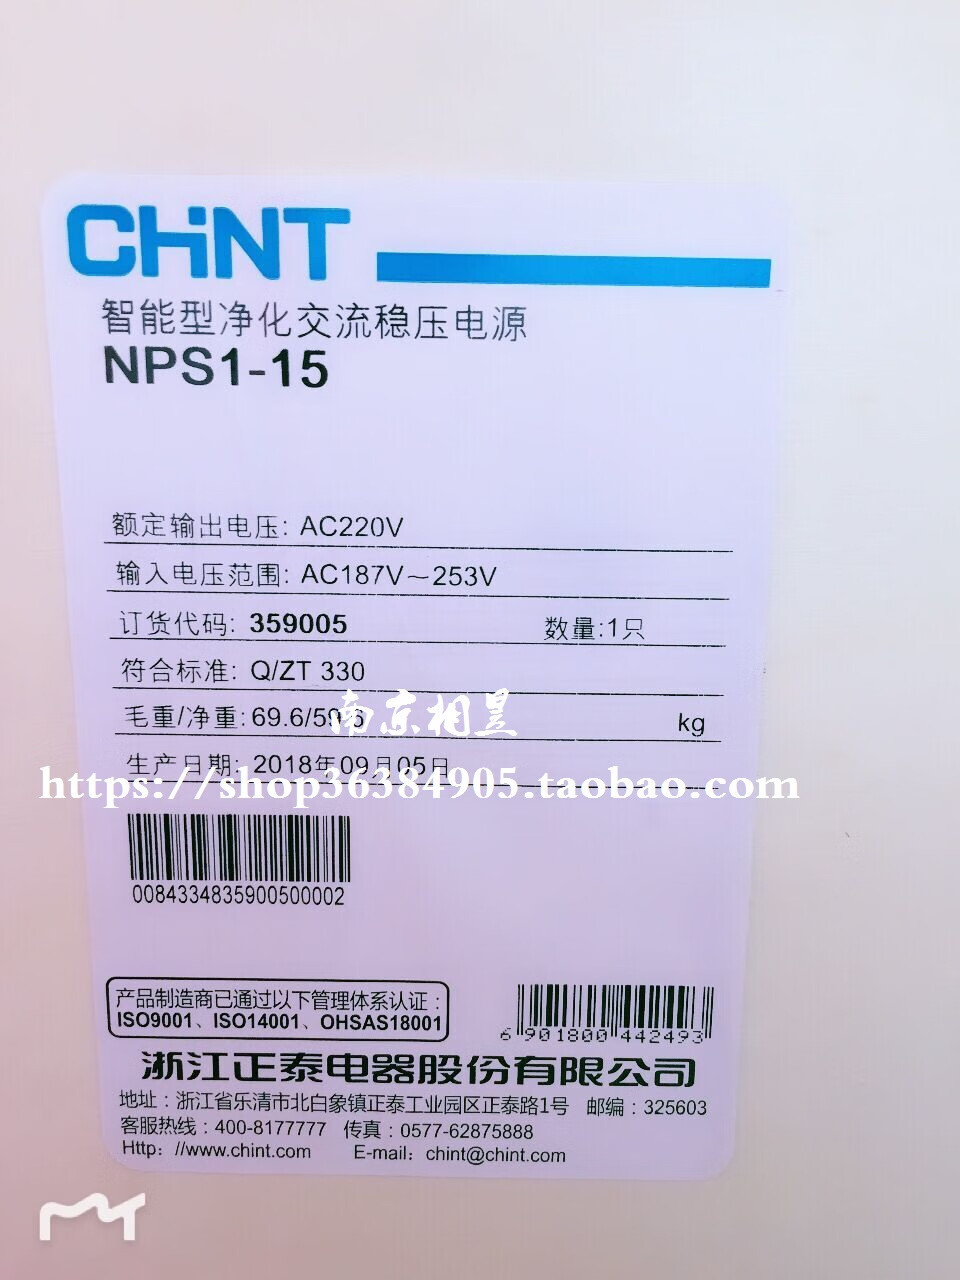 CHiNT
智能型净化交流稳压电源
NPS1-15
额定输出电压: AC220V
输入电压范围: AC187V～253V
订货代码: 359005 数量:1只
符合标准: Q/ZT 330
毛重/净重:69.6/59.6 kg
南京相昱
生产日期: 2018年09月05日
https://shop36384905.taobao.com
0084334835900500002
产品制造商已通过以下管理体系认证:
ISO9001、ISO14001、OHSAS18001
6 901800 442493
浙江正泰电器股份有限公司
地址：浙江省乐清市北白象镇正泰工业园区正泰路1号 邮编：325603
客服热线：400-8177777 传真：0577-62875888
Http: //www.chint.com E-mail: chint@chint.com